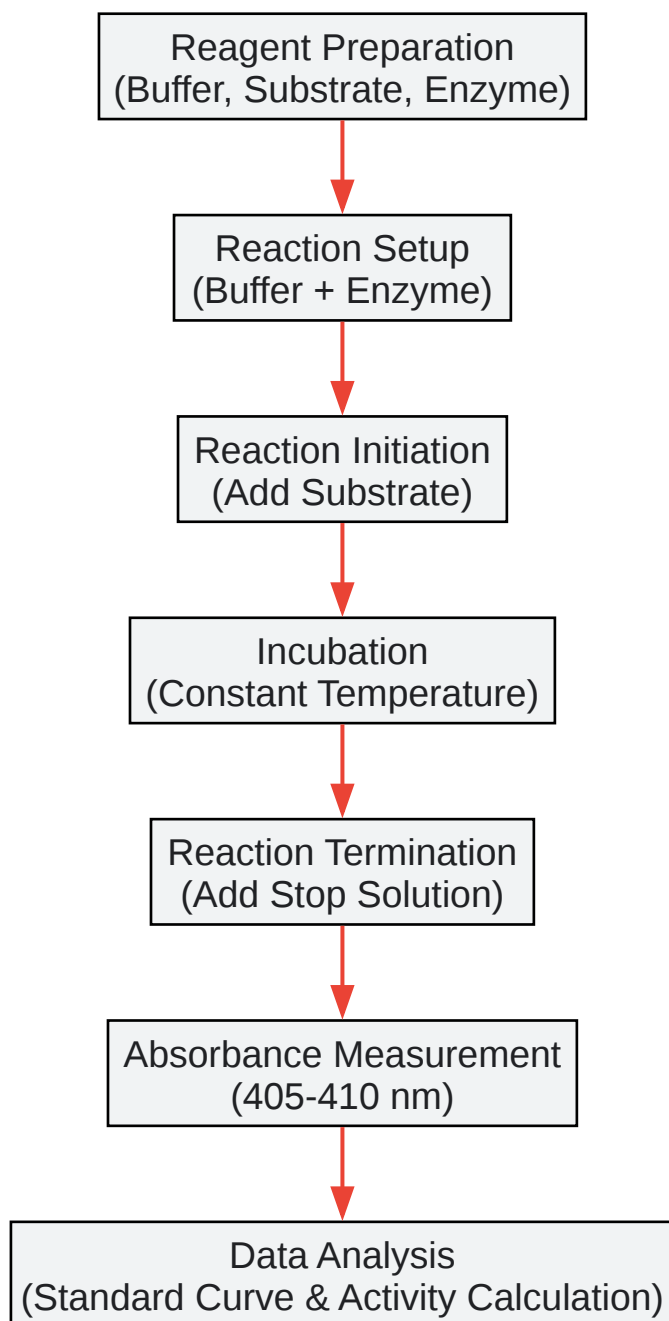 Reagent Preparation
(Buffer, Substrate, Enzyme)
Reaction Setup
(Buffer + Enzyme)
Reaction Initiation
(Add Substrate)
Incubation
(Constant Temperature)
Reaction Termination
(Add Stop Solution)
Absorbance Measurement
(405-410 nm)
Data Analysis
(Standard Curve & Activity Calculation)